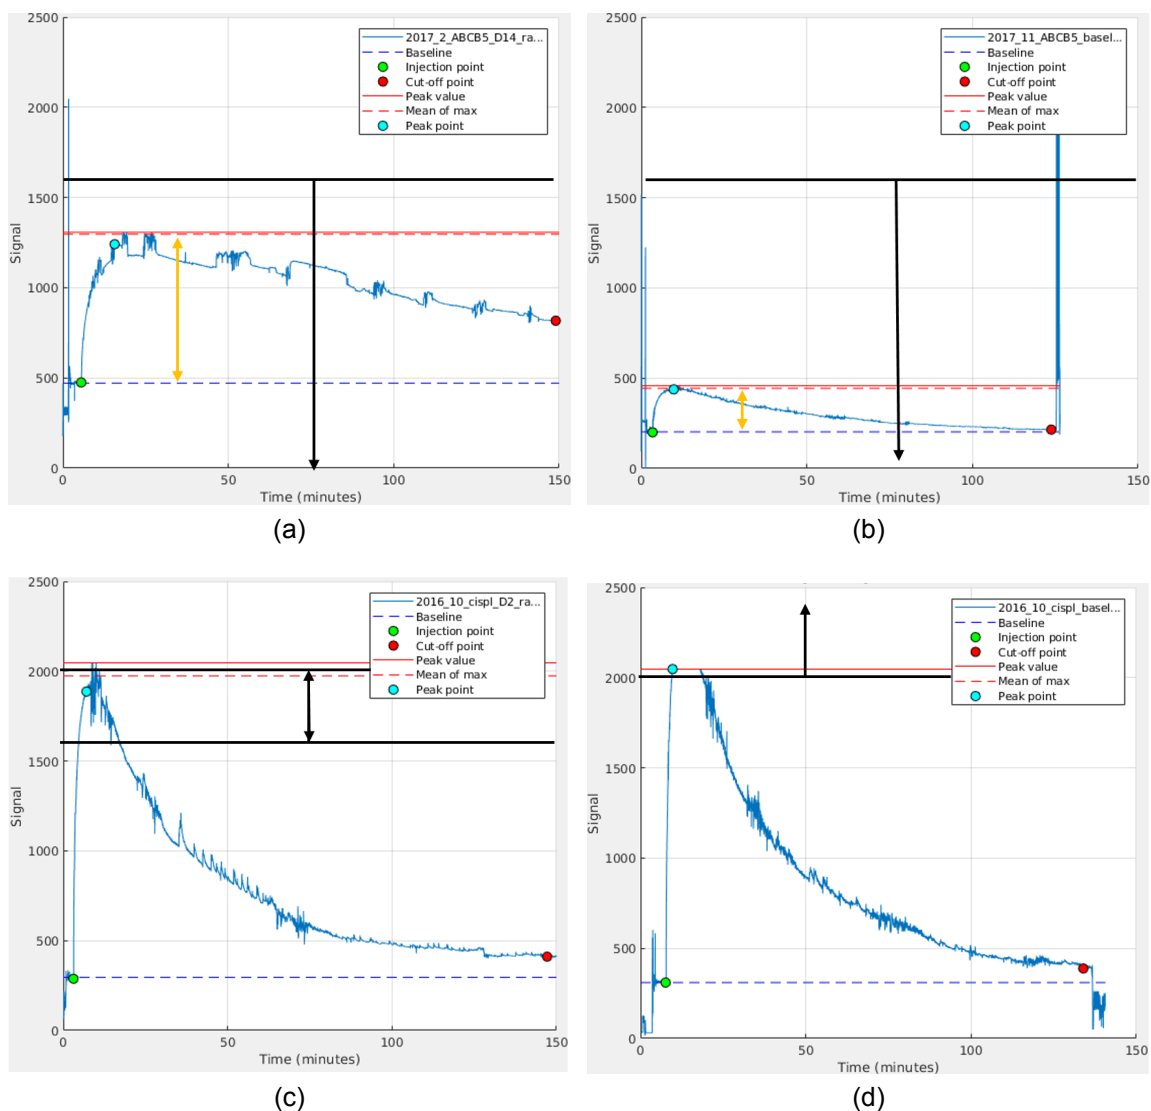 2500
2000
1500
1000
500
0
Signal
0
50
100
150
Time (minutes)
2017_2_ABCB5_D14_ra...
Baseline
Injection point
Cut-off point
Peak value
Mean of max
Peak point
(a)
2500
2000
1500
1000
500
0
Signal
0
50
100
150
Time (minutes)
2017_11_ABCB5_basel...
Baseline
Injection point
Cut-off point
Peak value
Mean of max
Peak point
(b)
2500
2000
1500
1000
500
0
Signal
0
50
100
150
Time (minutes)
2016_10_cispl_D2_ra...
Baseline
Injection point
Cut-off point
Peak value
Mean of max
Peak point
(c)
2500
2000
1500
1000
500
0
Signal
0
50
100
150
Time (minutes)
2016_10_cispl_basel...
Baseline
Injection point
Cut-off point
Peak value
Mean of max
Peak point
(d)